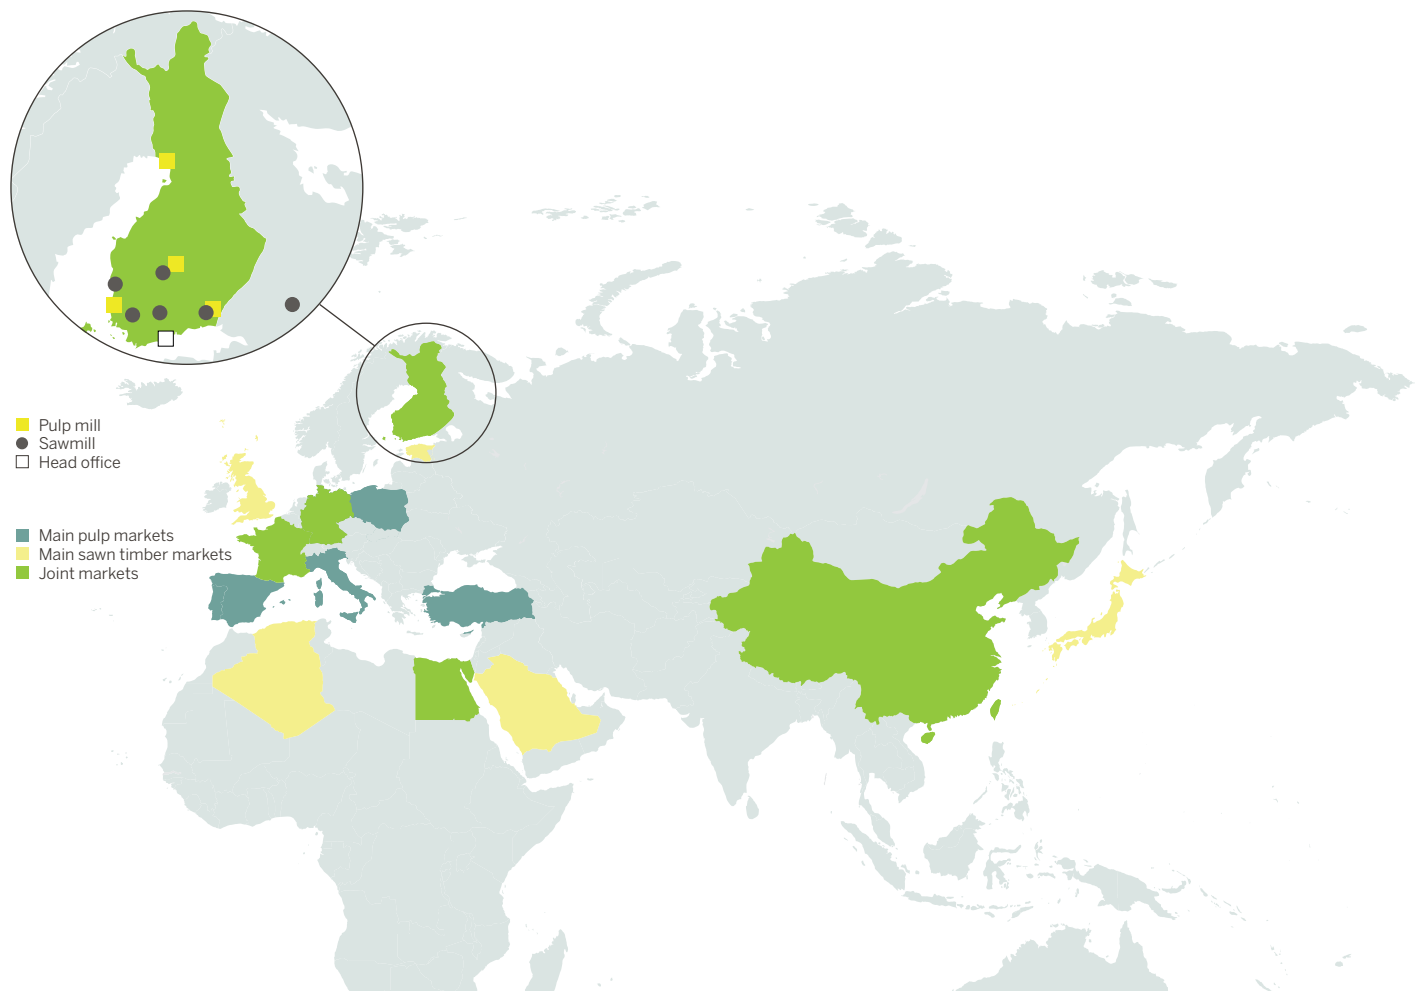 Pulp mill
Sawmill
Head office
Main pulp markets
Main sawn timber markets
Joint markets